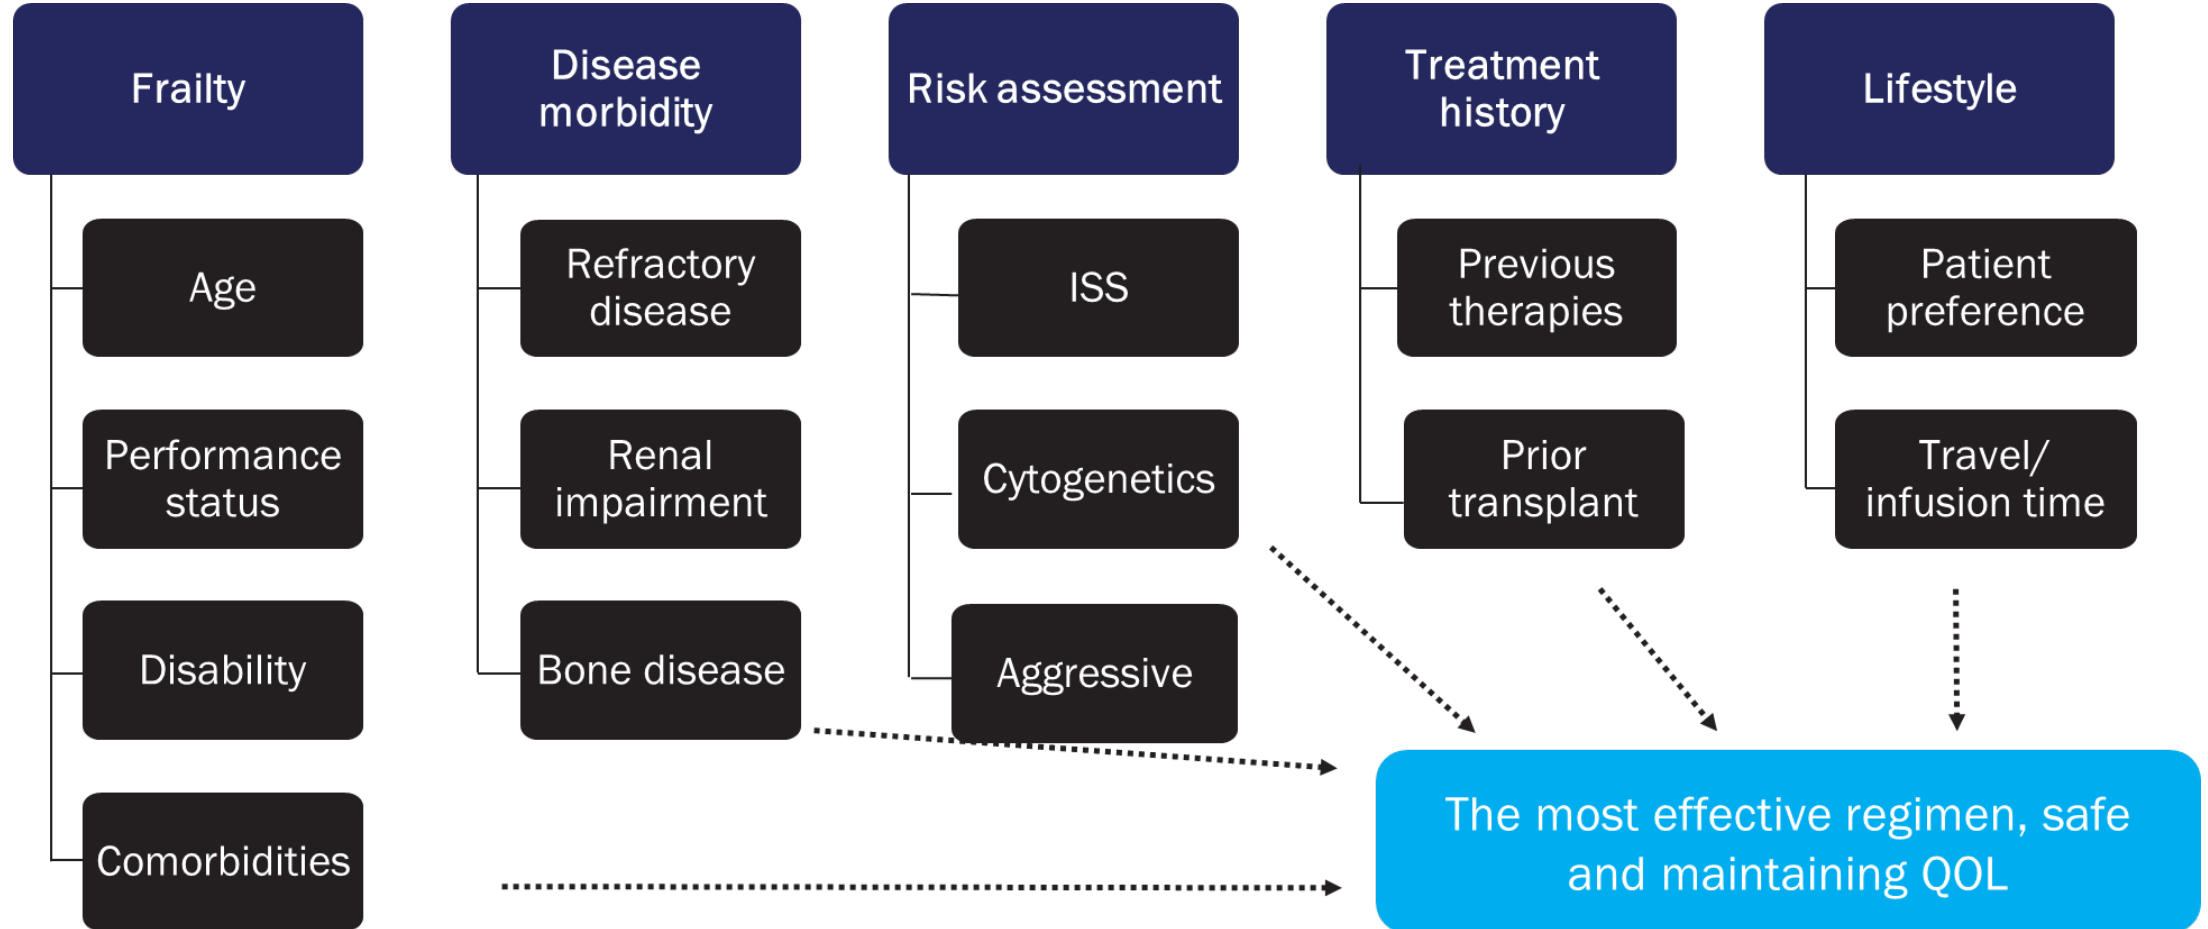 Frailty
Disease
morbidity
Risk assessment
Treatment
history
Lifestyle
Age
Refractory
disease
ISS
Previous
therapies
Patient
preference
Performance
status
Renal
impairment
Cytogenetics
Prior
transplant
Travel/
infusion time
Disability
Bone disease
Aggressive
Comorbidities
The most effective regimen, safe
and maintaining QOL